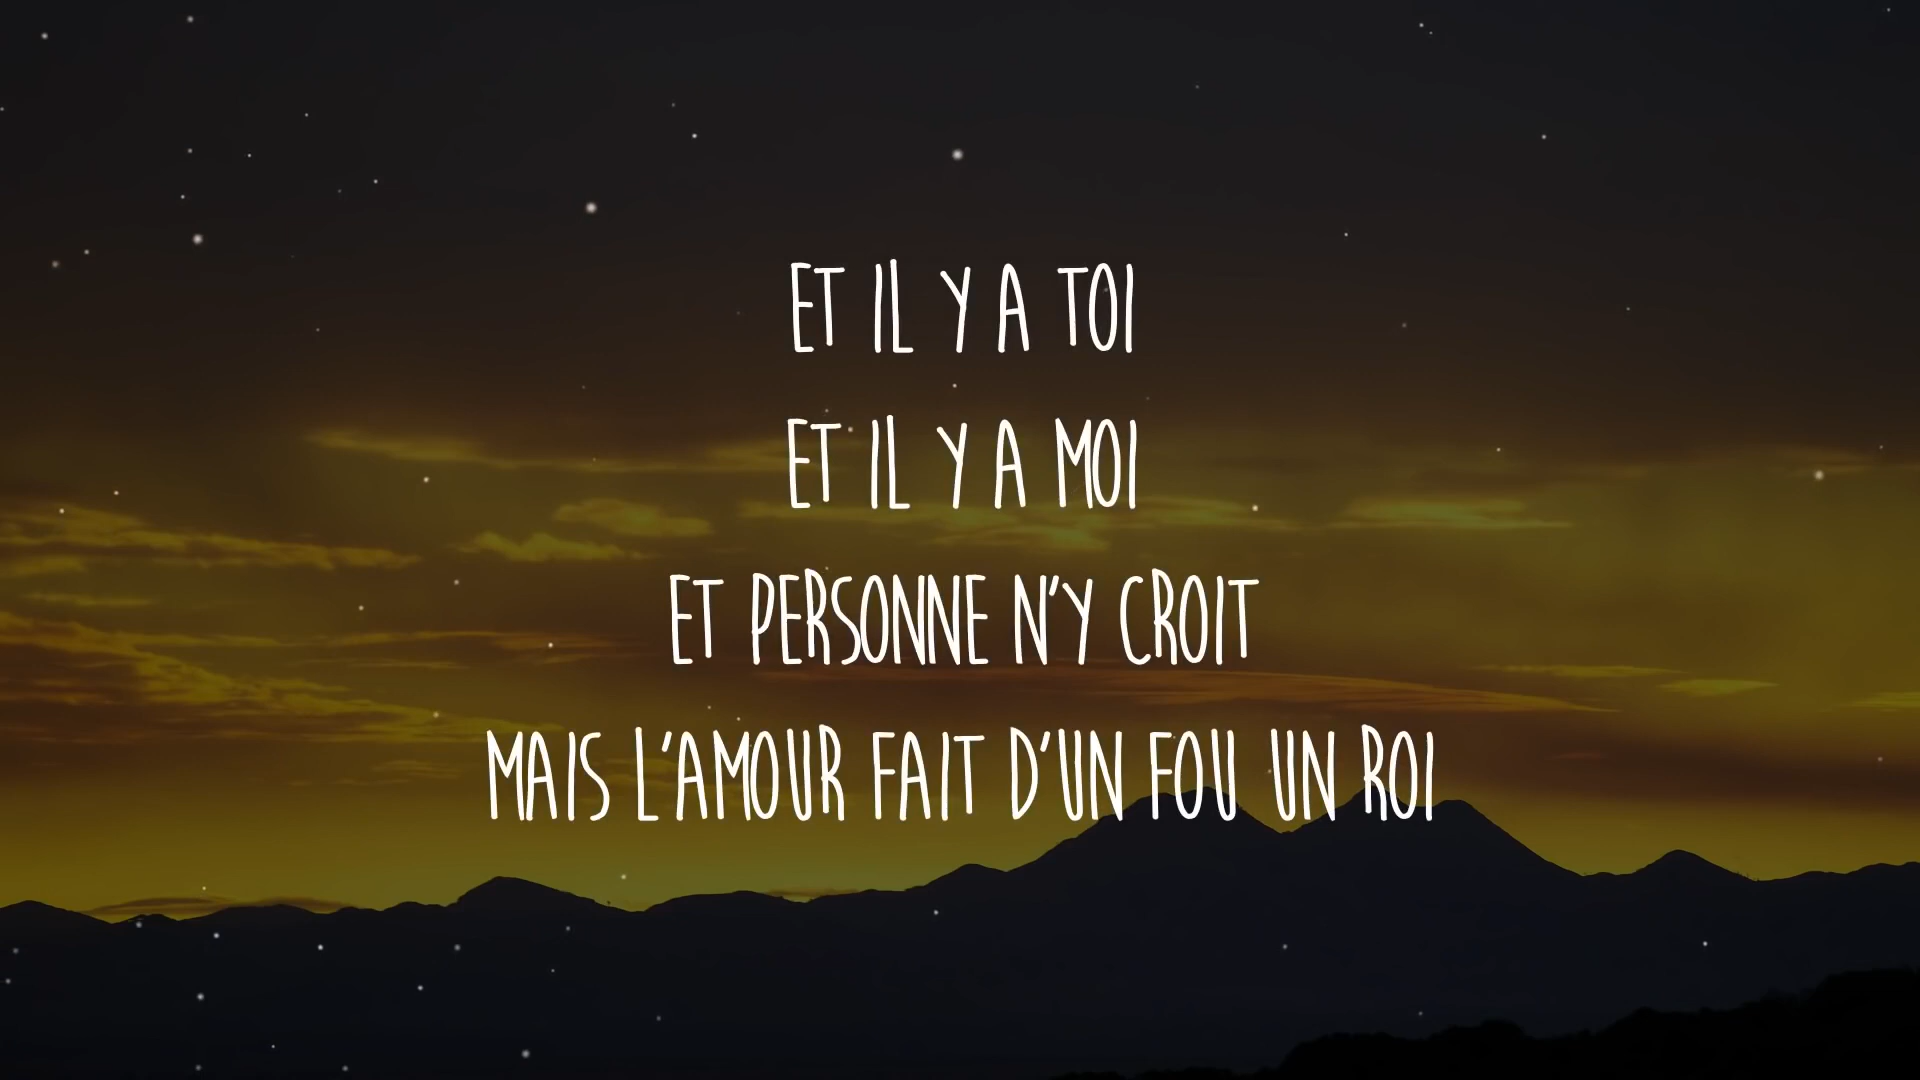 ET IL Y A TOI
ET IL Y A MOI
ET PERSONNE N'Y CROIT
MAIS L'AMOUR FAIT D'UN FOU UN ROI